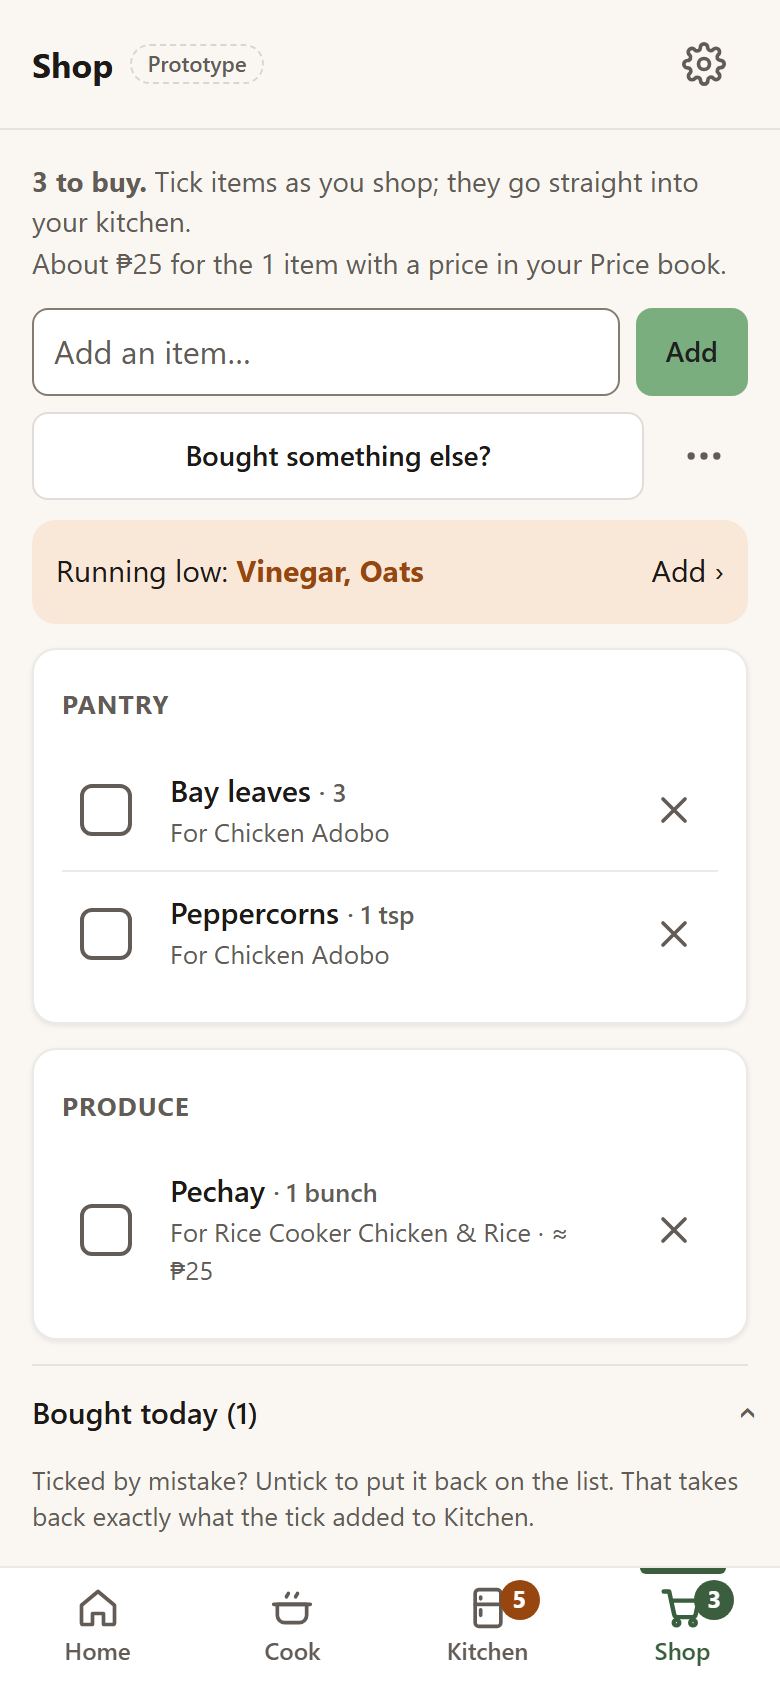 Shop
Prototype
3 to buy. Tick items as you shop; they go straight into
your kitchen.
About ₱25 for the 1 item with a price in your Price book.
Add an item...
Add
Bought something else?
Running low: Vinegar, Oats
Add ›
PANTRY
Bay leaves · 3
For Chicken Adobo
Peppercorns · 1 tsp
For Chicken Adobo
PRODUCE
Pechay · 1 bunch
For Rice Cooker Chicken & Rice · ≈
₱25
Bought today (1)
Ticked by mistake? Untick to put it back on the list. That takes
back exactly what the tick added to Kitchen.
Home
Cook
5
Kitchen
3
Shop